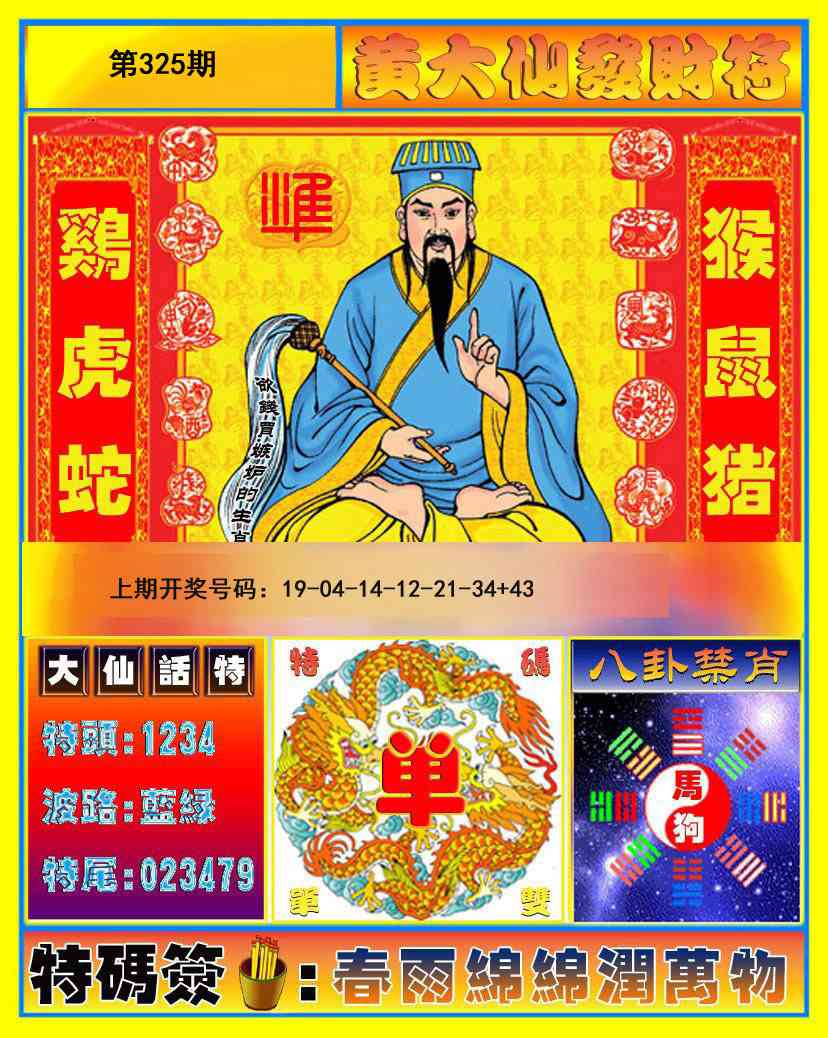 第325期
黃大仙發財符
鷄虎蛇
猴鼠猪
欲錢買嫉妒的生肖
上期开奖号码：19-04-14-12-21-34+43
大仙話特
特頭:1234
波路:藍緑
特尾:023479
特碼
单
單雙
八卦禁肖
馬狗
特碼簽:春雨綿綿潤萬物